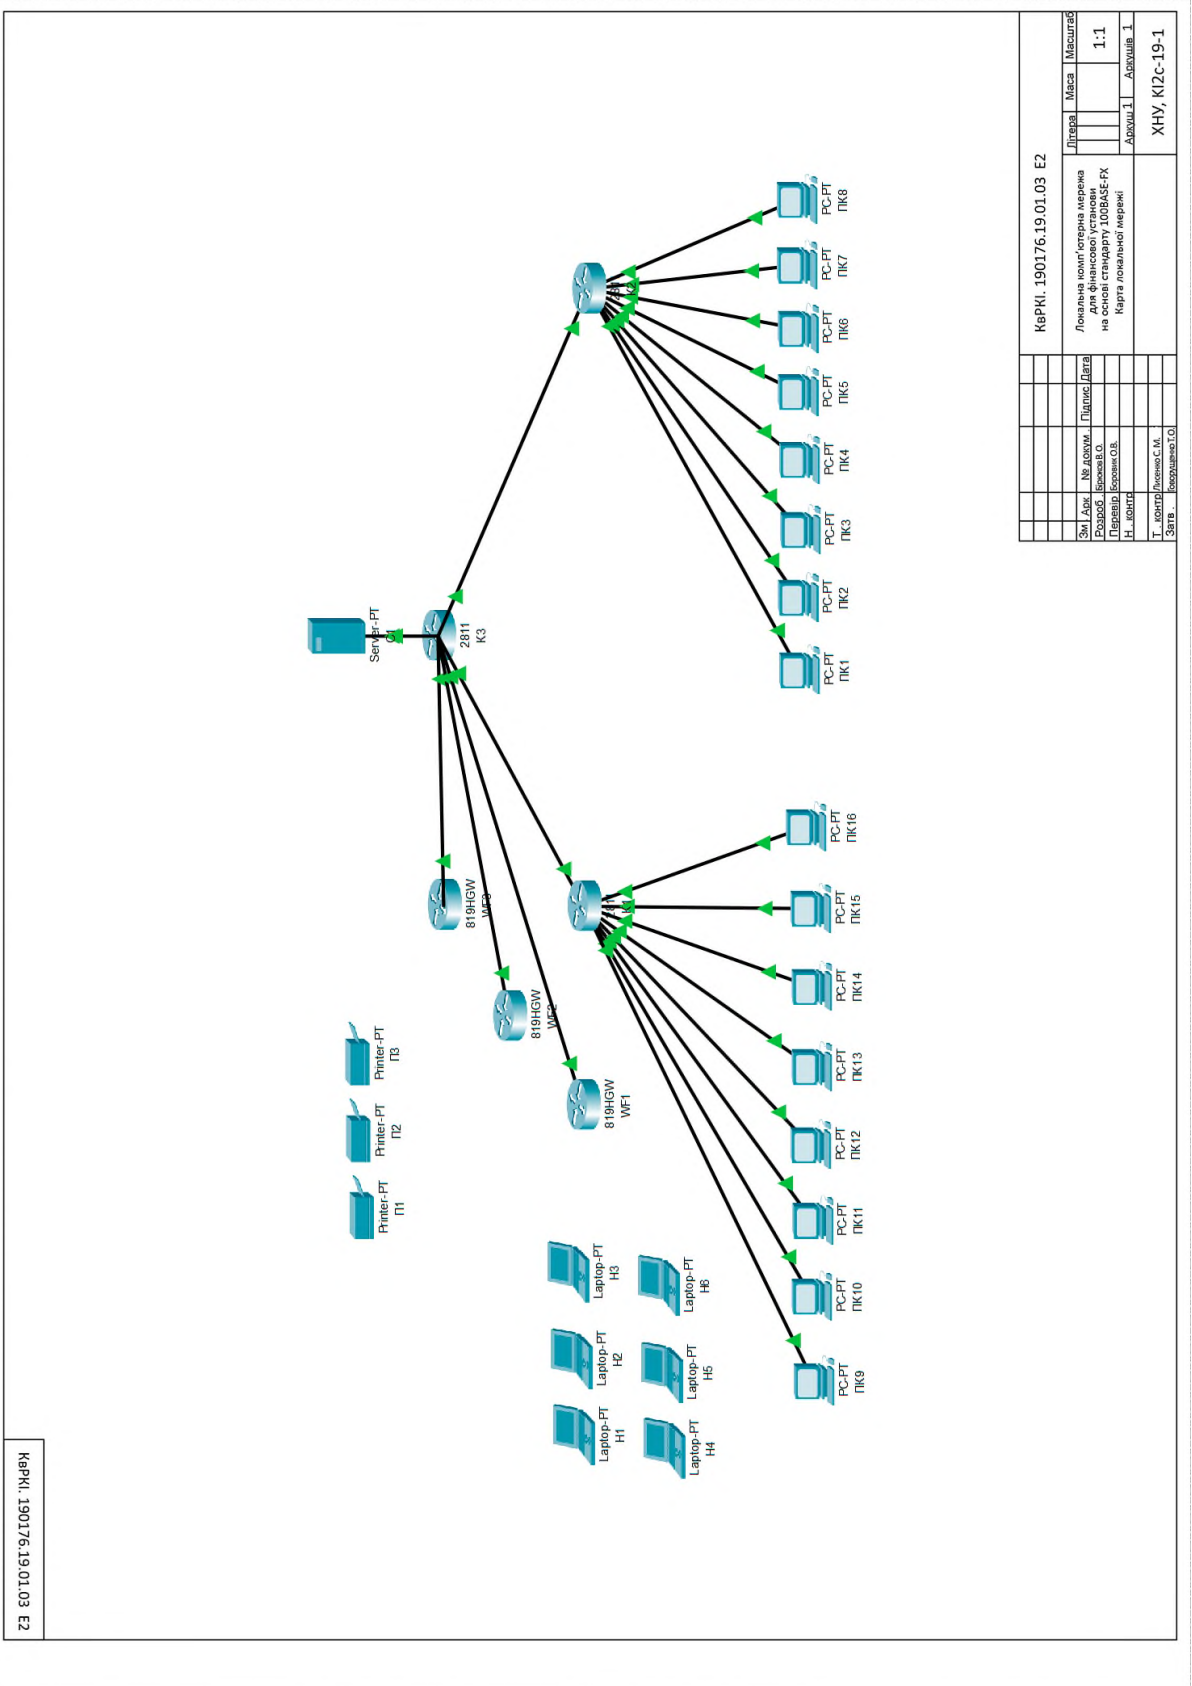 КвРКІ. 190176.19.01.03 Е2
Server-PT
2811
К3
819HGW
819HGW
819HGW
WF1
Printer-PT
П3
Printer-PT
П2
Printer-PT
П1
Laptop-PT
Н3
Laptop-PT
Н2
Laptop-PT
Н1
Laptop-PT
Н6
Laptop-PT
Н5
Laptop-PT
Н4
PC-PT
ПК9
PC-PT
ПК10
PC-PT
ПК11
PC-PT
ПК12
PC-PT
ПК13
PC-PT
ПК14
PC-PT
ПК15
PC-PT
ПК16
PC-PT
ПК1
PC-PT
ПК2
PC-PT
ПК3
PC-PT
ПК4
PC-PT
ПК5
PC-PT
ПК6
PC-PT
ПК7
PC-PT
ПК8
КвРКІ. 190176.19.01.03 Е2
Зм. Арк № докум. Підпис Дата
Розроб. Бірюков В.О.
Перевір Боровик О.В.
Н . контр
Т . контр Лисенко С. М.
Затв . Говорущенко Т.О.
Локальна комп’ютерна мережа
для фінансової установи
на основі стандарту 100BASE-FX
Карта локальної мережі
Літера Маса Масштаб
1:1
Аркуш 1 Аркушів 1
ХНУ, КІ2с-19-1